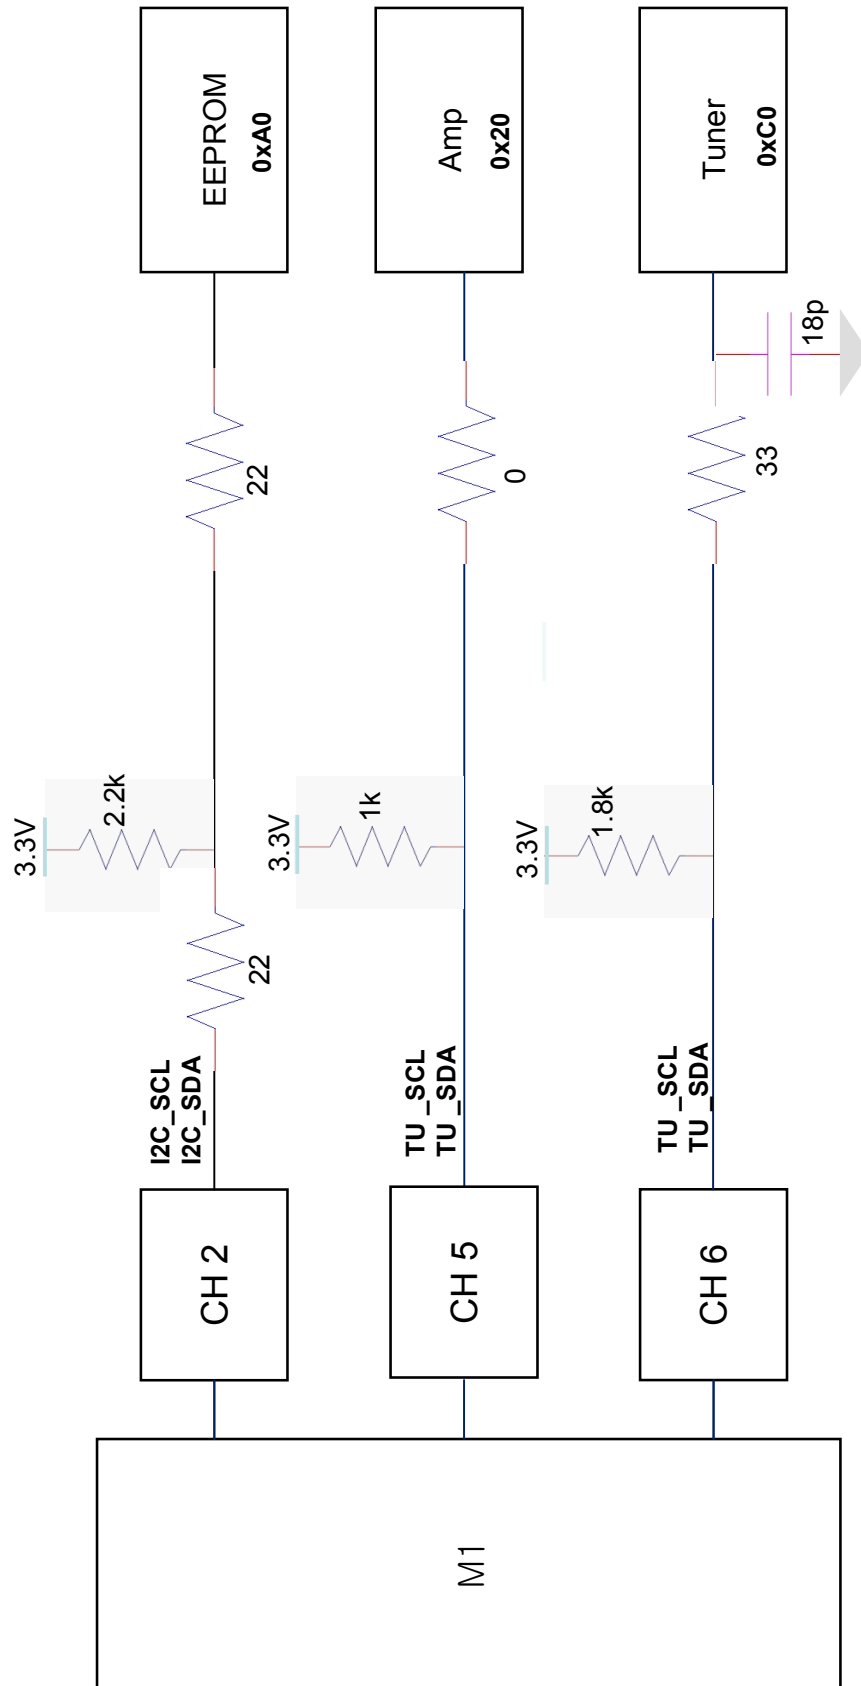 M1
CH 2
I2C_SCL
I2C_SDA
22
3.3V
2.2k
22
EEPROM
0xA0
CH 5
TU_SCL
TU_SDA
3.3V
1k
0
Amp
0x20
CH 6
TU_SCL
TU_SDA
3.3V
1.8k
33
18p
Tuner
0xC0